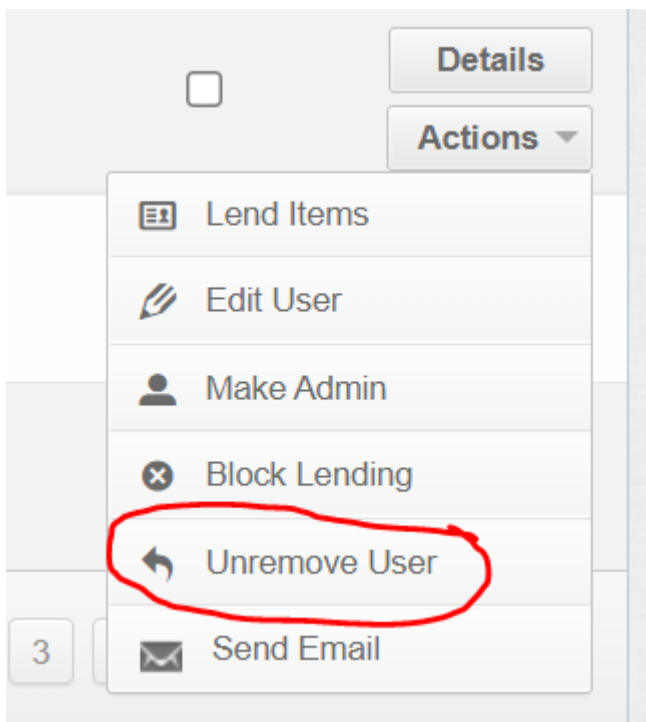 Details
Actions
Lend Items
Edit User
Make Admin
Block Lending
Unremove User
3
Send Email